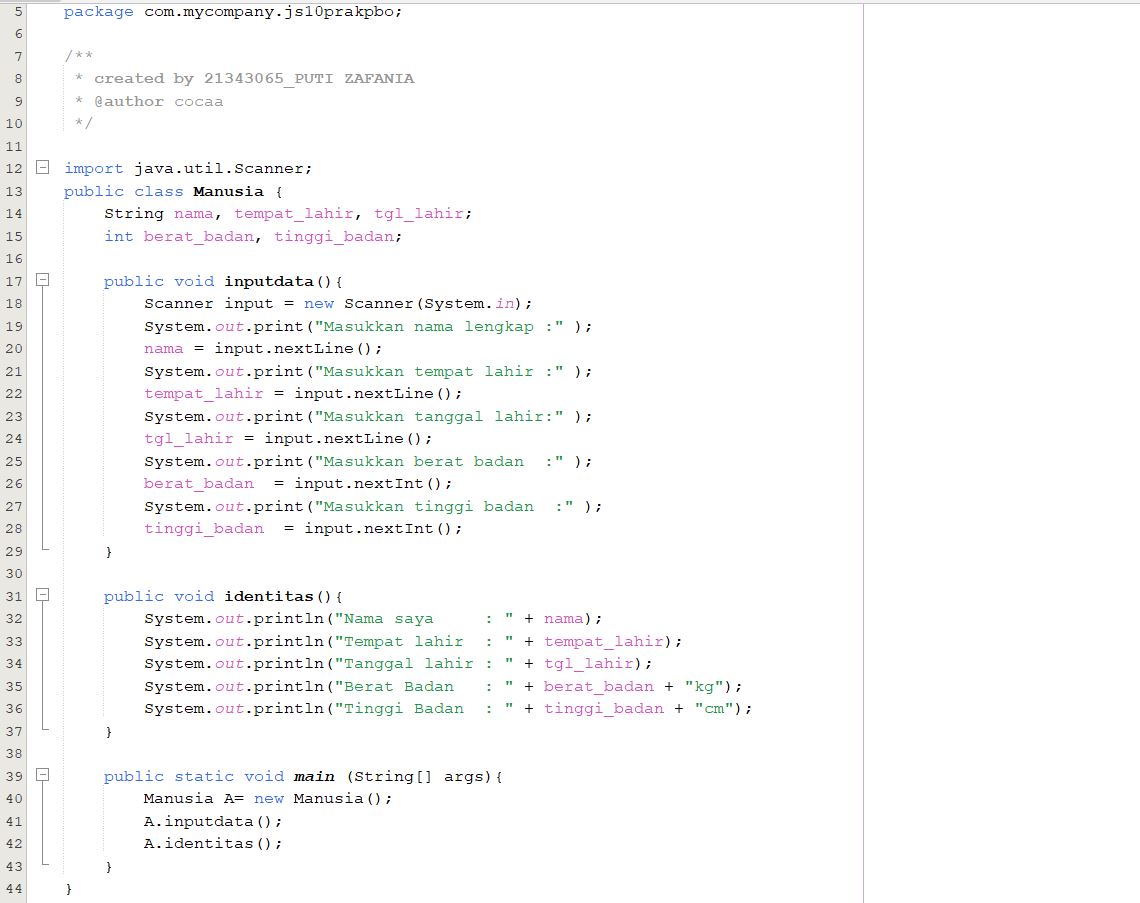 5 package com.mycompany.js10prakpbo;
6
7 /**
8  * created by 21343065_PUTI ZAFANIA
9  * @author cocaa
10  */
11
12 import java.util.Scanner;
13 public class Manusia {
14     String nama, tempat_lahir, tgl_lahir;
15     int berat_badan, tinggi_badan;
16
17     public void inputdata(){
18         Scanner input = new Scanner(System.in);
19         System.out.print("Masukkan nama lengkap :" );
20         nama = input.nextLine();
21         System.out.print("Masukkan tempat lahir :" );
22         tempat_lahir = input.nextLine();
23         System.out.print("Masukkan tanggal lahir:" );
24         tgl_lahir = input.nextLine();
25         System.out.print("Masukkan berat badan  :" );
26         berat_badan  = input.nextInt();
27         System.out.print("Masukkan tinggi badan  :" );
28         tinggi_badan  = input.nextInt();
29     }
30
31     public void identitas(){
32         System.out.println("Nama saya     : " + nama);
33         System.out.println("Tempat lahir  : " + tempat_lahir);
34         System.out.println("Tanggal lahir : " + tgl_lahir);
35         System.out.println("Berat Badan   : " + berat_badan + "kg");
36         System.out.println("Tinggi Badan  : " + tinggi_badan + "cm");
37     }
38
39     public static void main (String[] args){
40         Manusia A= new Manusia();
41         A.inputdata();
42         A.identitas();
43     }
44 }